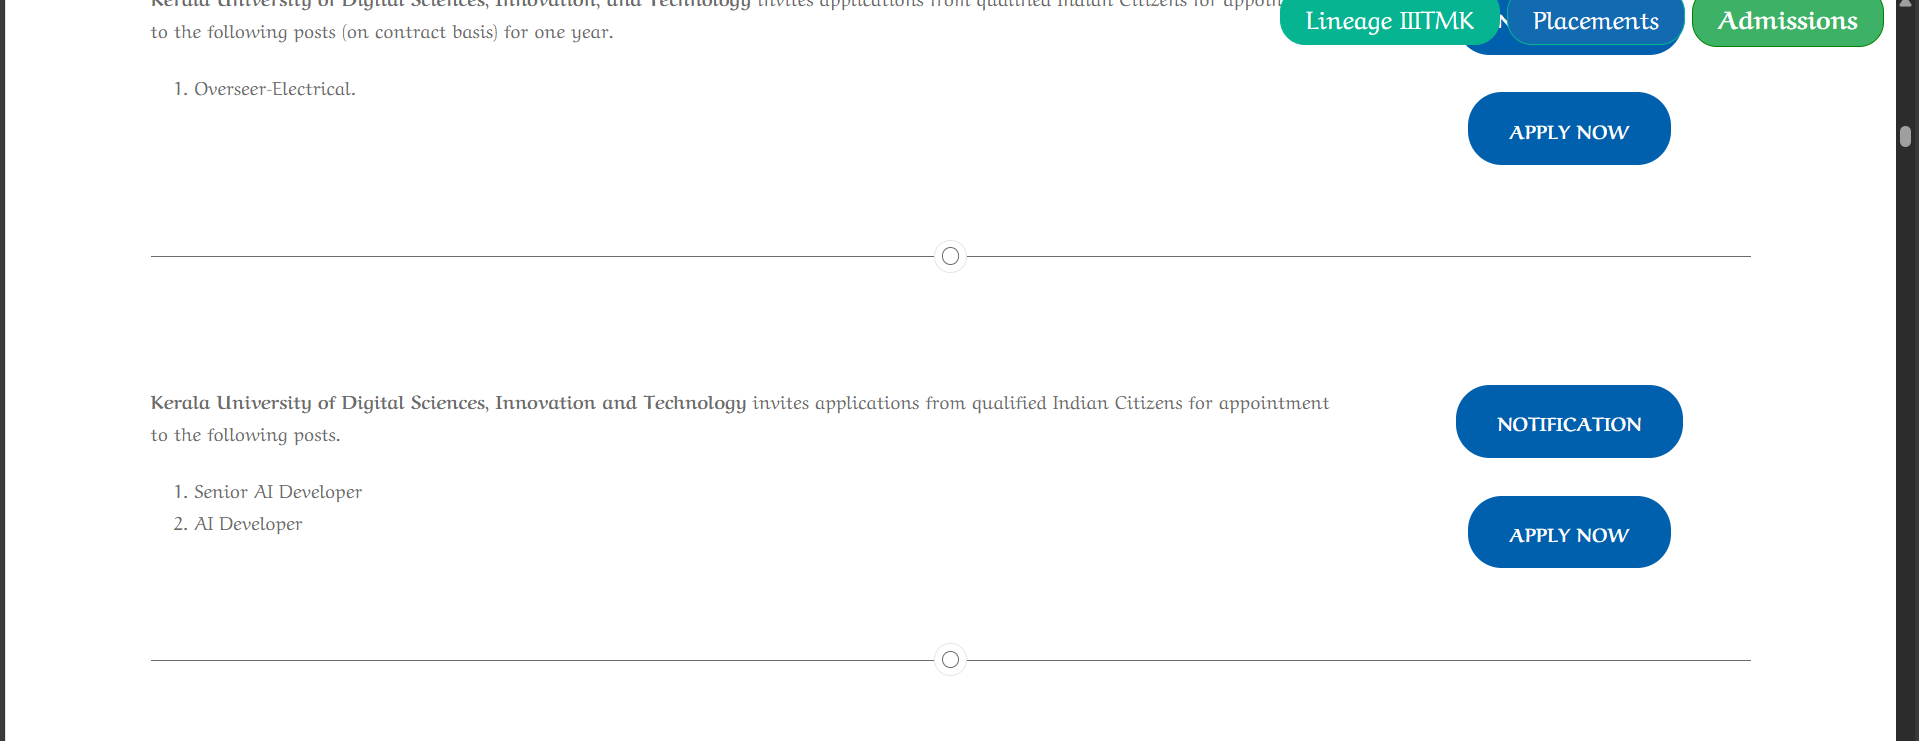 Kerala University of Digital Sciences, Innovation, and Technology invites applications from qualified Indian Citizens for
to the following posts (on contract basis) for one year.
Lineage IIITMK
Placements
Admissions
1. Overseer-Electrical.
APPLY NOW
Kerala University of Digital Sciences, Innovation and Technology invites applications from qualified Indian Citizens for appointment
to the following posts.
NOTIFICATION
1. Senior AI Developer
2. AI Developer
APPLY NOW